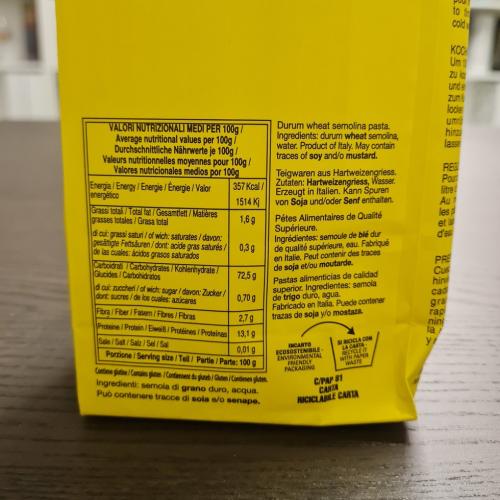 VALORI NUTRIZIONALI MEDI PER 100g /
Average nutritional values per 100g /
Durchschnittliche Nährwerte je 100g /
Valeurs nutritionnelles moyennes pour 100g /
Valores nutricionales medios por 100g
Energia / Energy / Energie / Énergie / Valor
energético
357 Kcal /
1514 Kj
Grassi totali / Total fat / Gesamtfett / Matières
grasses totales / Grasa total
1,6 g
di cui: grassi saturi / of wich: saturates / davon:
gesättigte Fettsäuren / dont: acide gras saturés /
de las cuales: ácidos grasos saturados
0,3 g
Carboidrati / Carbohydrates / Kohlenhydrate /
Glucides / Carbohidratos
72,5 g
di cui: zuccheri / of wich: sugar / davon: Zucker /
dont: sucres / de los cuales: azúcares
0,70 g
Fibra / Fiber / Fasern / Fibres / Fibras
2,7 g
Proteine / Protein / Eiweiß / Protéines / Proteínas
13,1 g
Sale / Salt / Salz / Sel / Sal
0,01 g
Porzione / Serving size / Teil / Partie / Parte: 100 g
Contiene glutine / Contains gluten / Contiennent du gluten / Gluten / Contienen gluten.
Ingredienti: semola di grano duro, acqua.
Può contenere tracce di soia e/o senape.
Durum wheat semolina pasta.
Ingredients: durum wheat semolina,
water. Product of Italy. May contain
traces of soy and/o mustard.
Teigwaren aus Hartweizengriess.
Zutaten: Hartweizengriess, Wasser.
Erzeugt in Italien. Kann Spuren
von Soja und/oder Senf enthalten.
Pétes Alimentaires de Qualité
Supérieure.
Ingrédientes: semoule de blé dur
de qualité supérieure, eau. Fabriqué
en Italie. Peut contenir des traces
de soja et/ou moutarde.
Pastas alimenticias de calidad
superior. Ingredientes: semola
de trigo duro, agua.
Fabricado en Italia. Puede contener
trazas de soja y/o mostaza.
INCARTO
ECOSOSTENIBILE -
ENVIRONMENTAL
FRIENDLY
PACKAGING
SI RICICLA CON
LA CARTA -
RECYCLE IT
WITH PAPER
WASTE
C/PAP 81
CARTA
RICICLABILE CARTA